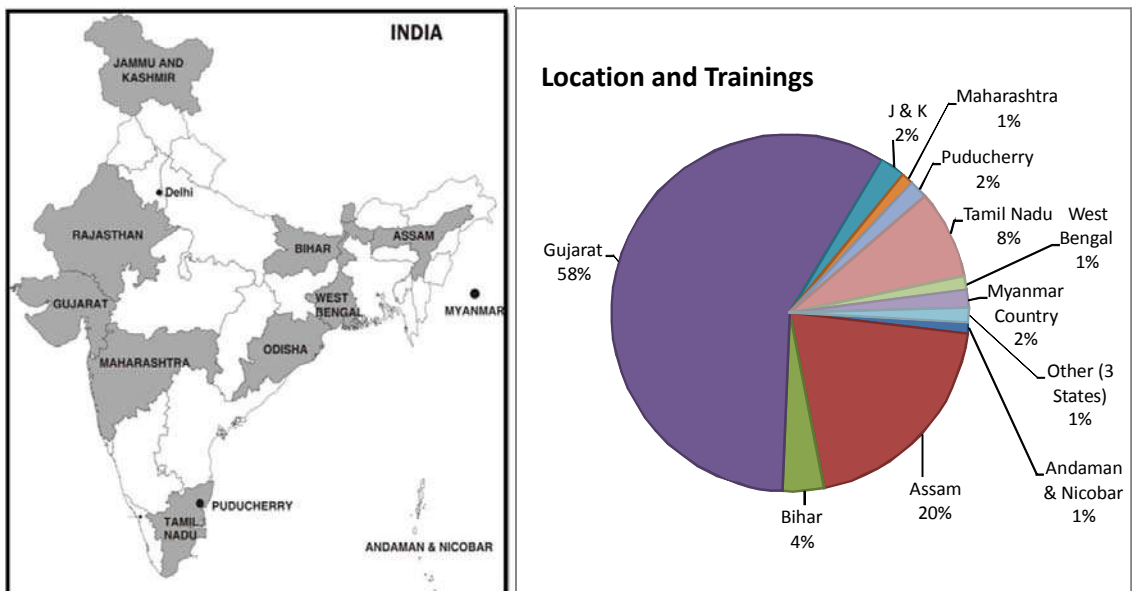 INDIA
JAMMU AND
KASHMIR
Delhi
RAJASTHAN
BIHAR
ASSAM
GUJARAT
WEST
BENGAL
MYANMAR
ODISHA
MAHARASHTRA
PUDUCHERRY
TAMIL
NADU
ANDAMAN & NICOBAR
Location and Trainings
J & K
2%
Maharashtra
1%
Puducherry
2%
Tamil Nadu
8%
West
Bengal
1%
Myanmar
Country
2%
Other (3
States)
1%
Andaman
& Nicobar
1%
Assam
20%
Bihar
4%
Gujarat
58%